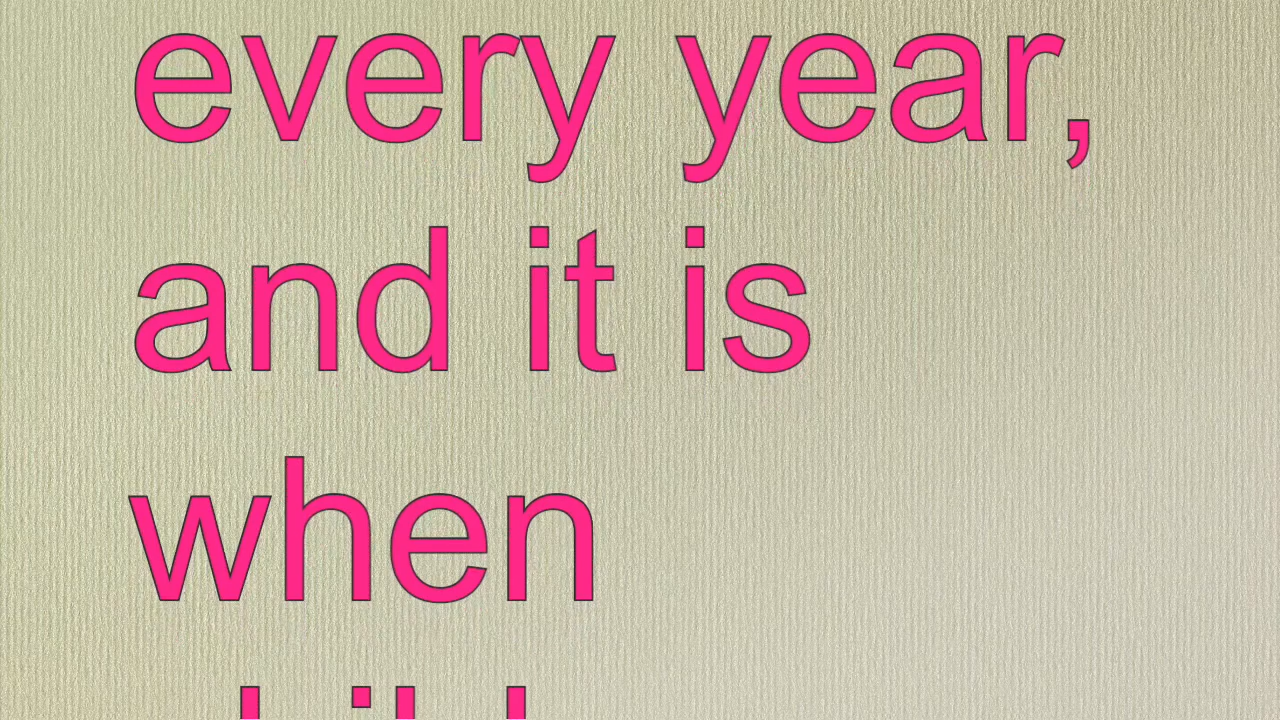 every year,
and it is
when